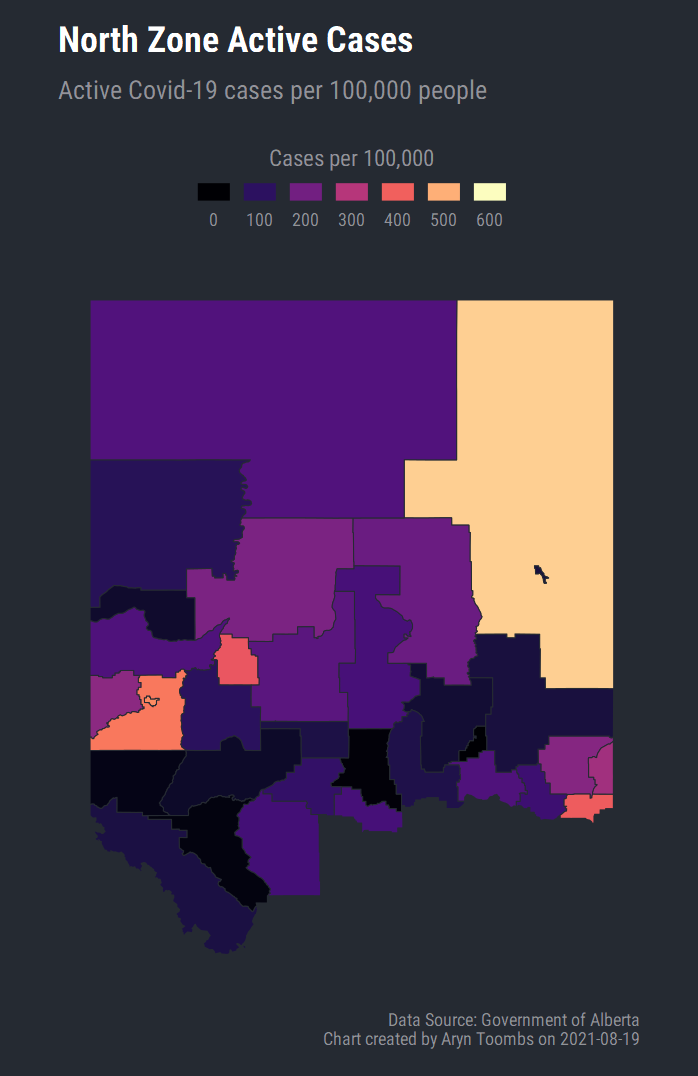 North Zone Active Cases
Active Covid-19 cases per 100,000 people
Cases per 100,000
0 100 200 300 400 500 600
Data Source: Government of Alberta
Chart created by Aryn Toombs on 2021-08-19